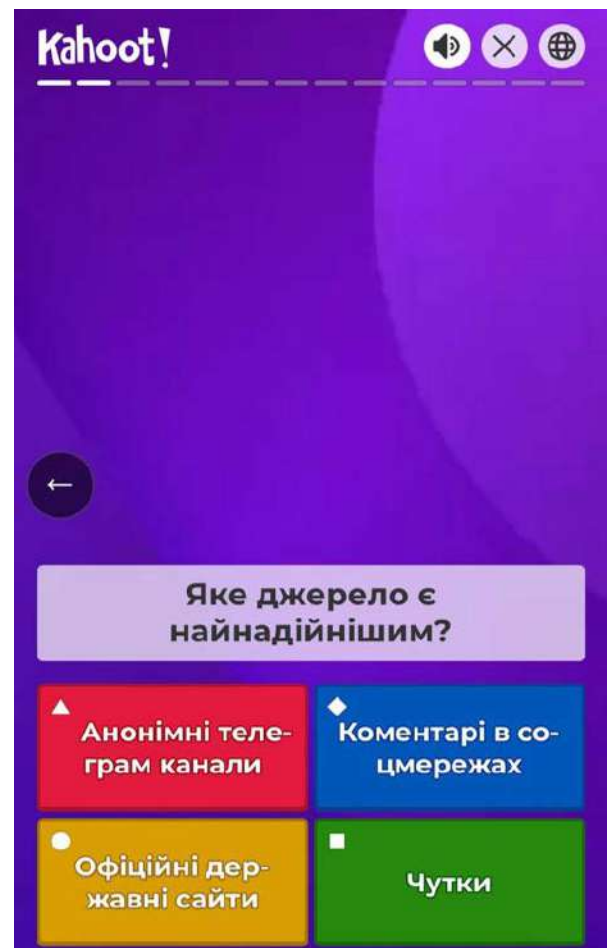 Kahoot!
Яке джерело є
найнадійнішим?
Анонімні теле-
грам канали
Коментарі в со-
цмережах
Офіційні дер-
жавні сайти
Чутки